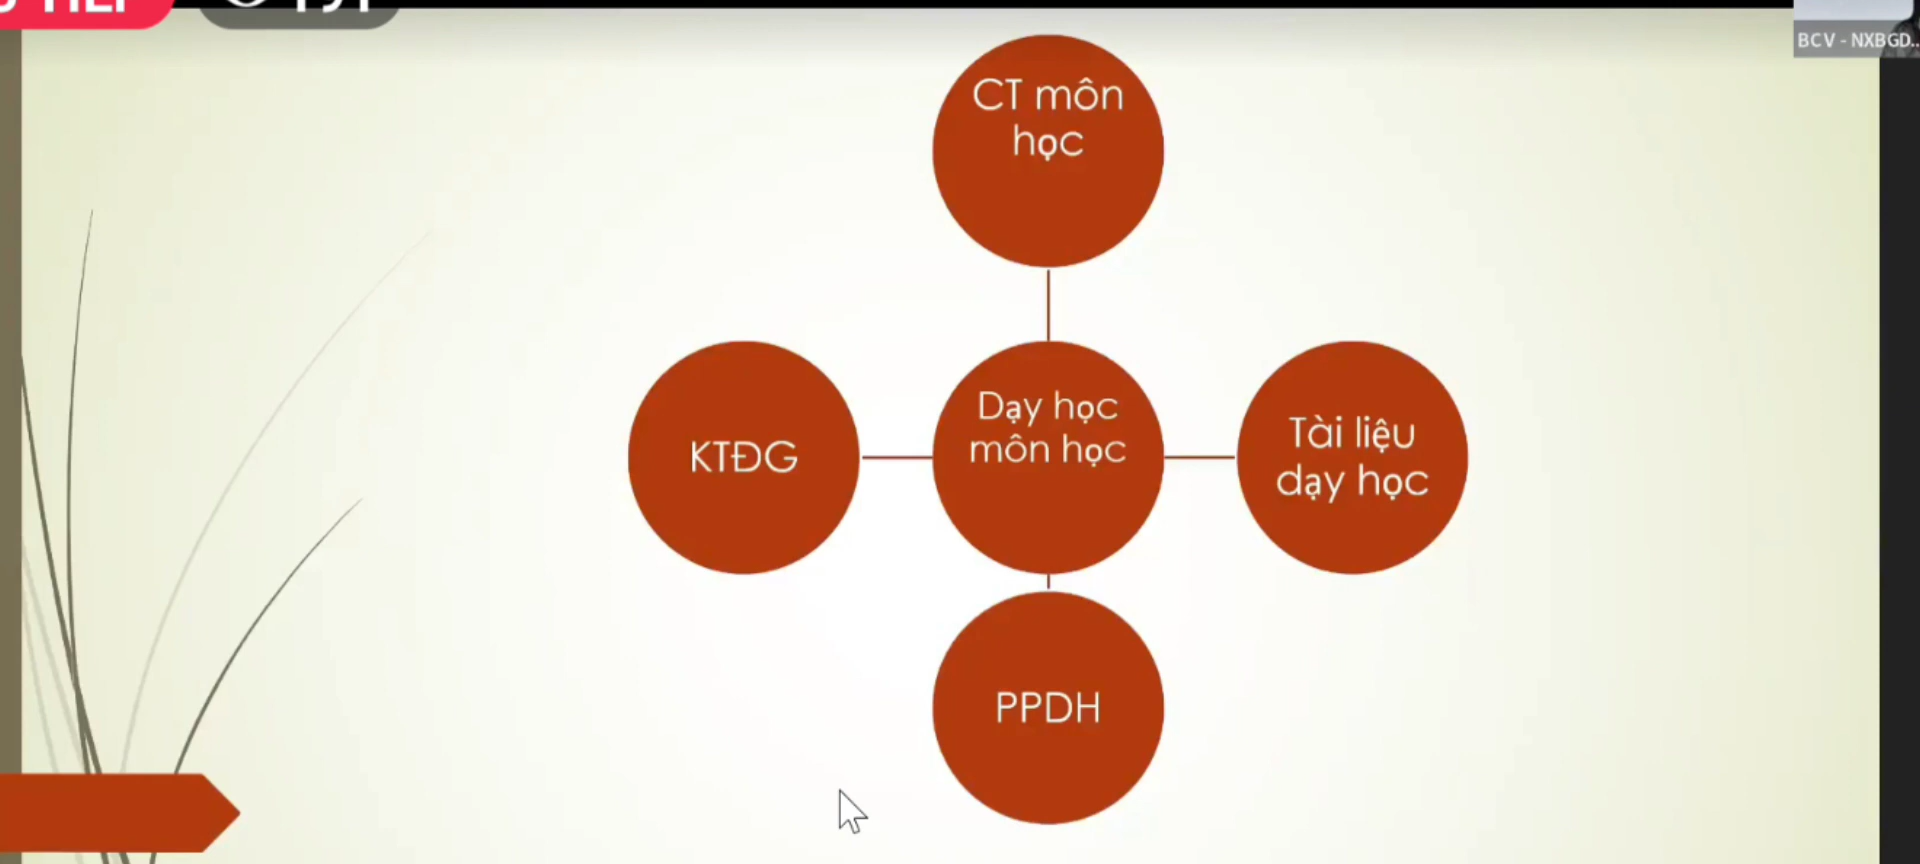 BCV - NXBGD..
CT môn
học
KTĐG
Dạy học
môn học
Tài liệu
dạy học
PPDH